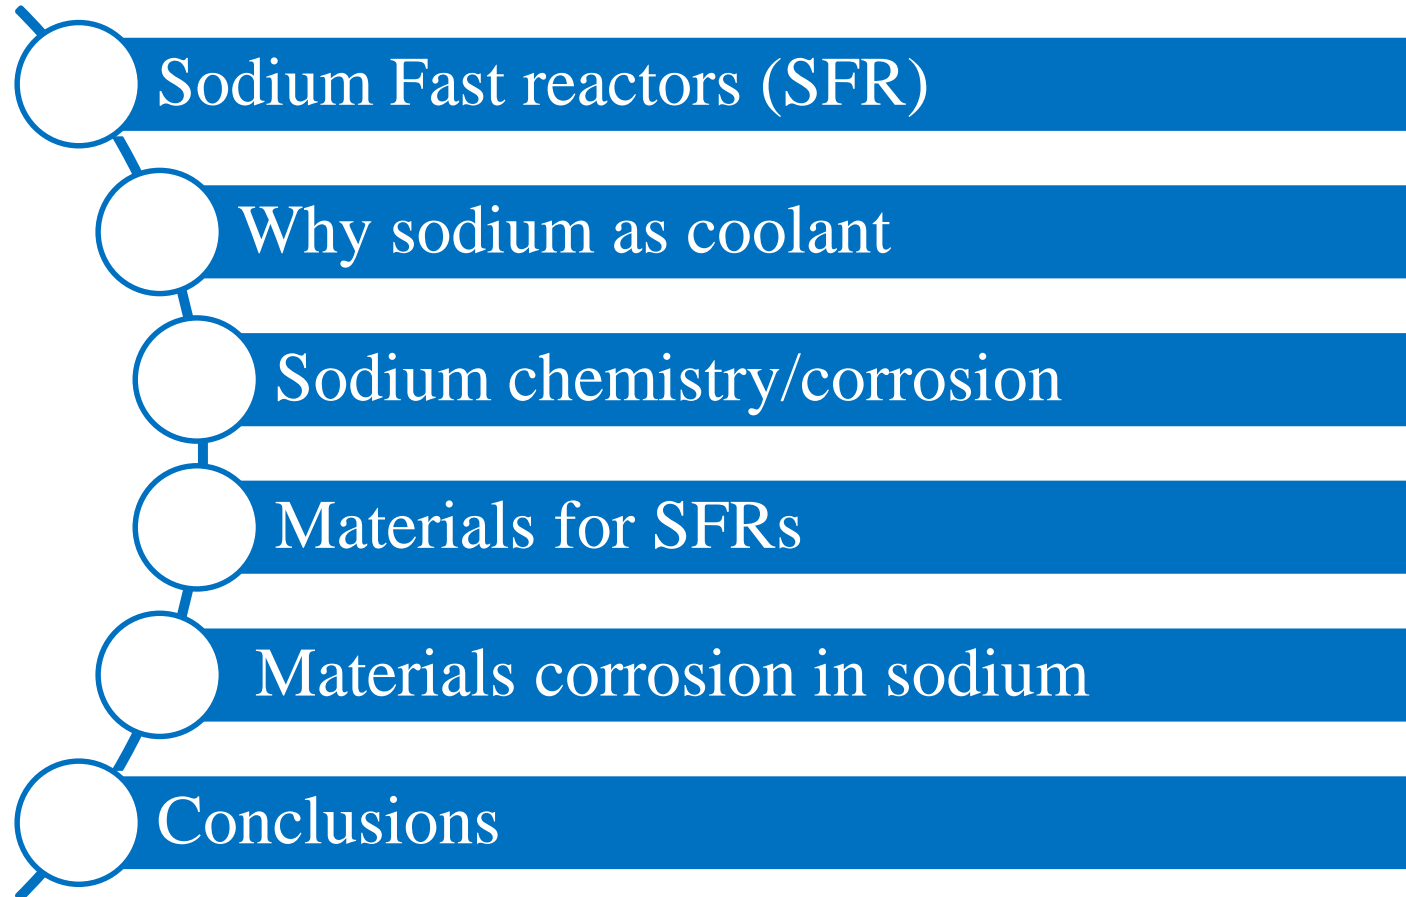 Sodium Fast reactors (SFR)
Why sodium as coolant
Sodium chemistry/corrosion
Materials for SFRs
Materials corrosion in sodium
Conclusions